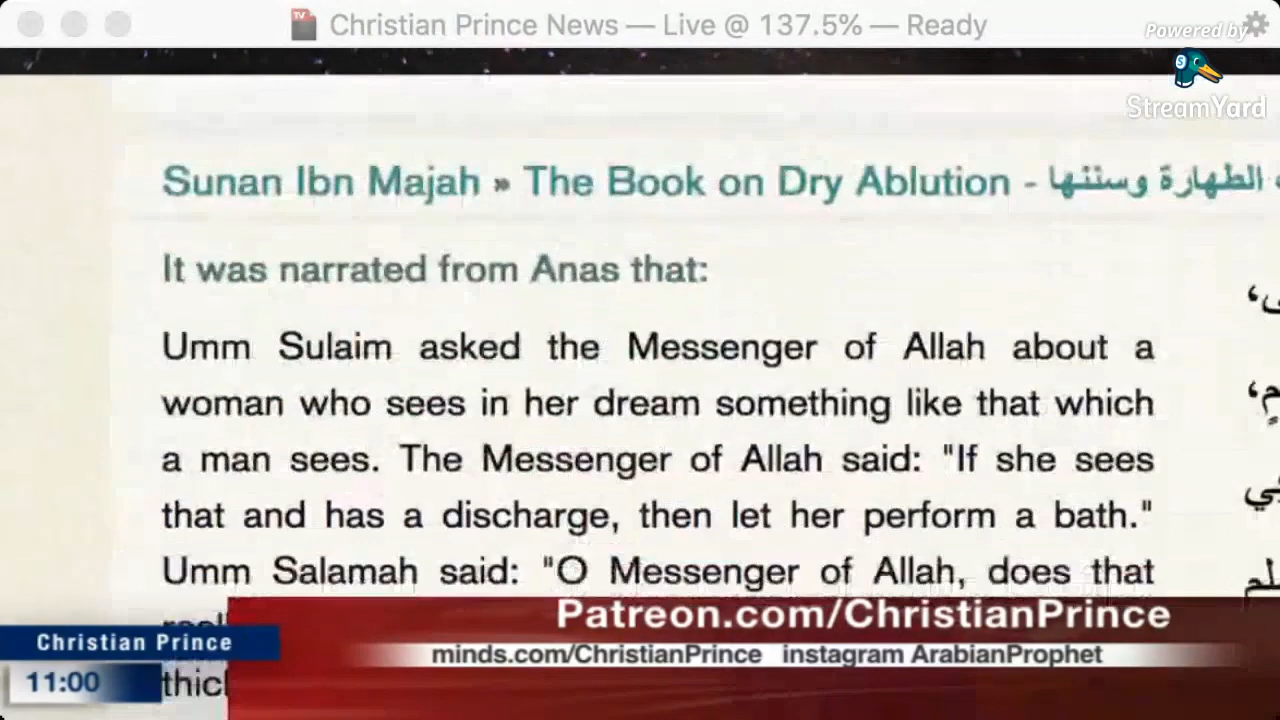 Christian Prince News — Live @ 137.5% — Ready
Powered by
StreamYard
Sunan Ibn Majah » The Book on Dry Ablution - الطهارة وسننها
It was narrated from Anas that:
Umm Sulaim asked the Messenger of Allah about a
woman who sees in her dream something like that which
a man sees. The Messenger of Allah said: "If she sees
that and has a discharge, then let her perform a bath."
Umm Salamah said: "O Messenger of Allah, does that
Patreon.com/ChristianPrince
Christian Prince
minds.com/ChristianPrince instagram ArabianProphet
11:00